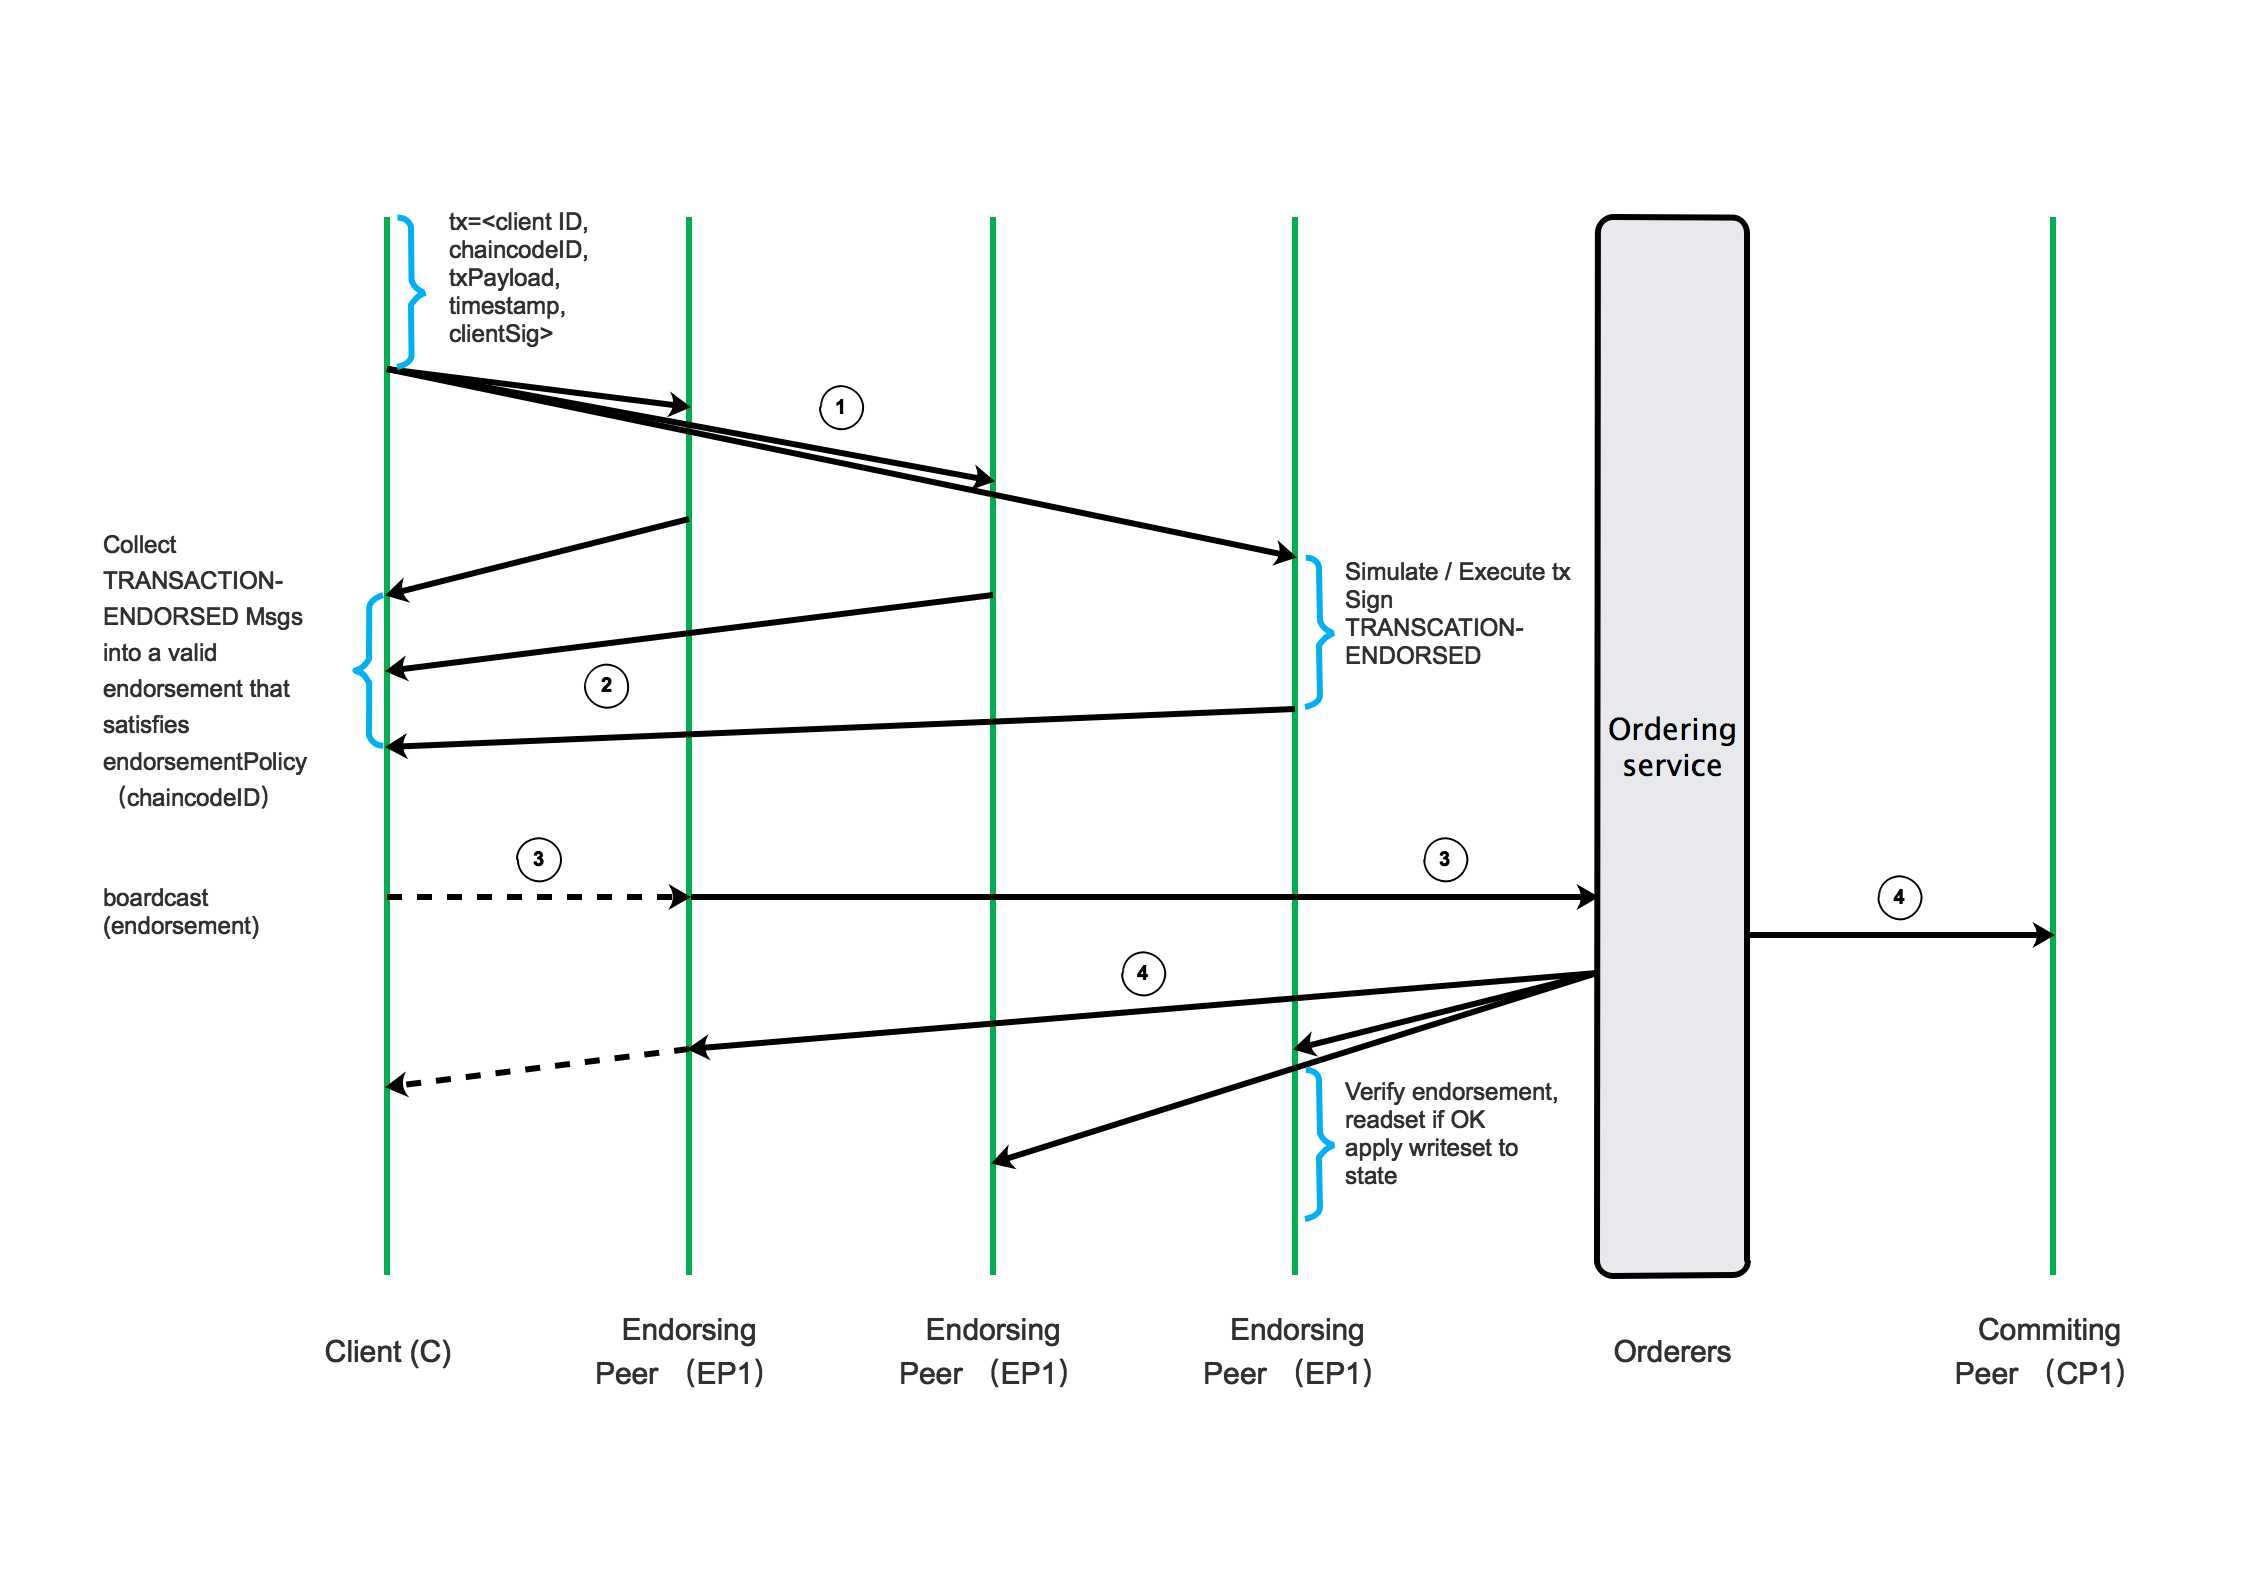 tx=<client ID,
chaincodeID,
txPayload,
timestamp,
clientSig>
1
Collect
TRANSACTION-
ENDORSED Msgs
into a valid
endorsement that
satisfies
endorsementPolicy
（chaincodeID）
Simulate / Execute tx
Sign
TRANSCATION-
ENDORSED
2
Ordering
service
3
3
boardcast
(endorsement)
4
4
Verify endorsement,
readset if OK
apply writeset to
state
Client (C)
Endorsing
Peer （EP1）
Endorsing
Peer （EP1）
Endorsing
Peer （EP1）
Orderers
Commiting
Peer （CP1）